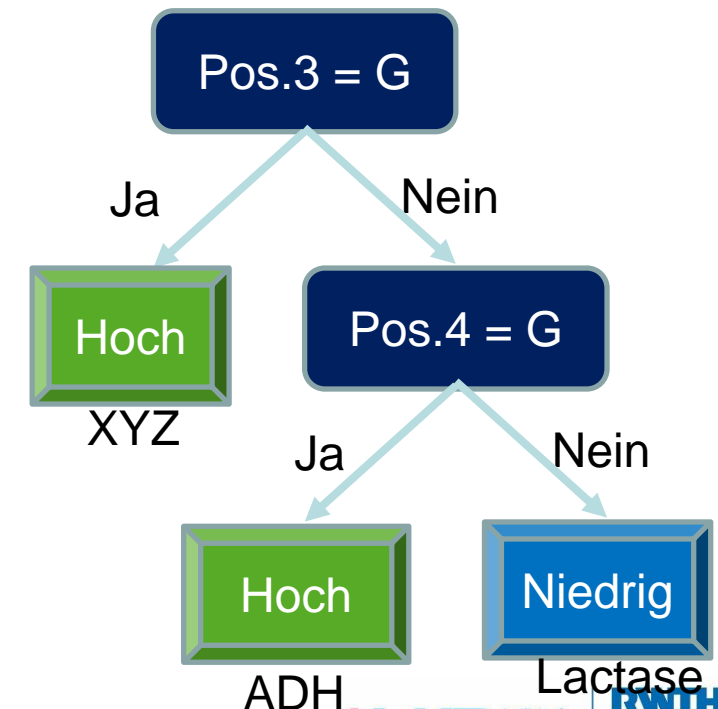 Pos.3 = G
Ja
Nein
Hoch
XYZ
Pos.4 = G
Ja
Nein
Hoch
ADH
Niedrig
Lactase